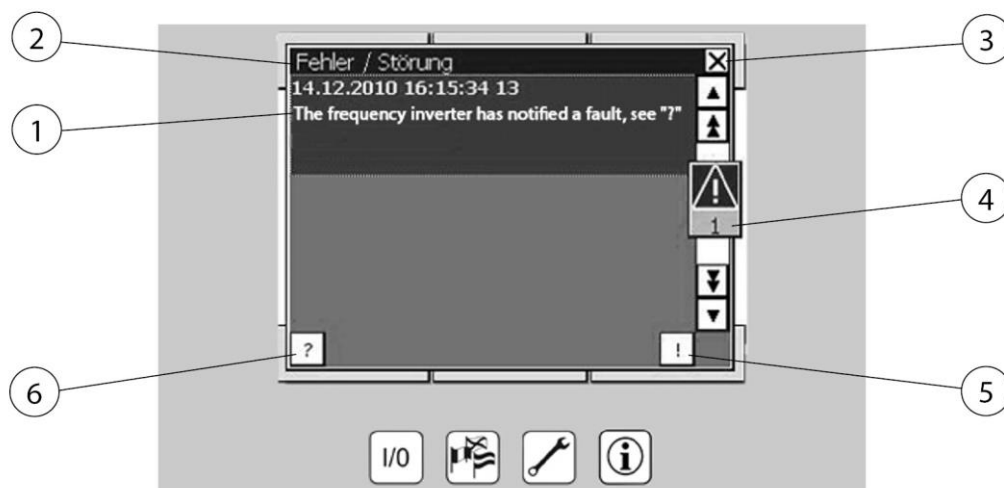 2
3
Fehler / Störung
14.12.2010 16:15:34 13
1
The frequency inverter has notified a fault, see "?"
1
4
?
!
6
5
I/0